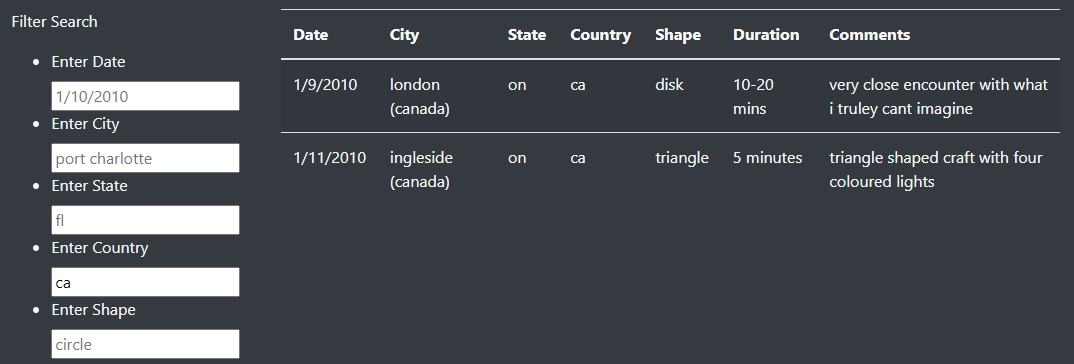 Filter Search
Enter Date
1/10/2010
Enter City
port charlotte
Enter State
fl
Enter Country
ca
Enter Shape
circle
Date City State Country Shape Duration Comments
1/9/2010 london on ca disk 10-20 very close encounter with what
(canada) mins i truley cant imagine
1/11/2010 ingleside on ca triangle 5 minutes triangle shaped craft with four
(canada) coloured lights